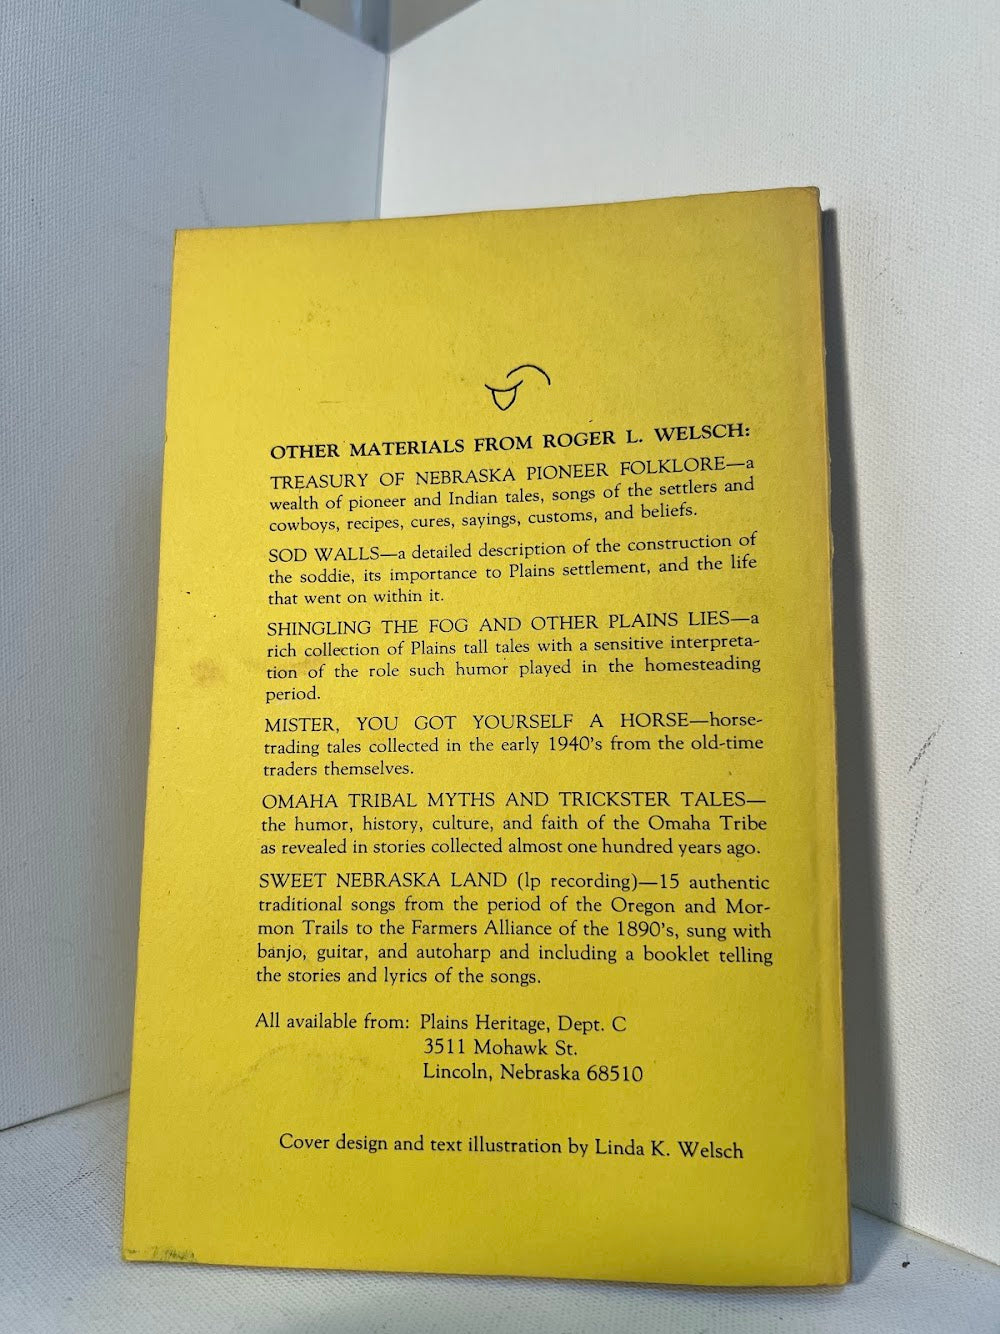 OTHER MATERIALS FROM ROGER L. WELSCH:
TREASURY OF NEBRASKA PIONEER FOLKLORE—a
wealth of pioneer and Indian tales, songs of the settlers and
cowboys, recipes, cures, sayings, customs, and beliefs.
SOD WALLS—a detailed description of the construction of
the soddie, its importance to Plains settlement, and the life
that went on within it.
SHINGLING THE FOG AND OTHER PLAINS LIES—a
rich collection of Plains tall tales with a sensitive interpreta-
tion of the role such humor played in the homesteading
period.
MISTER, YOU GOT YOURSELF A HORSE—horse-
trading tales collected in the early 1940's from the old-time
traders themselves.
OMAHA TRIBAL MYTHS AND TRICKSTER TALES—
the humor, history, culture, and faith of the Omaha Tribe
as revealed in stories collected almost one hundred years ago.
SWEET NEBRASKA LAND (lp recording)—15 authentic
traditional songs from the period of the Oregon and Mor-
mon Trails to the Farmers Alliance of the 1890's, sung with
banjo, guitar, and autoharp and including a booklet telling
the stories and lyrics of the songs.
All available from: Plains Heritage, Dept. C
3511 Mohawk St.
Lincoln, Nebraska 68510
Cover design and text illustration by Linda K. Welsch